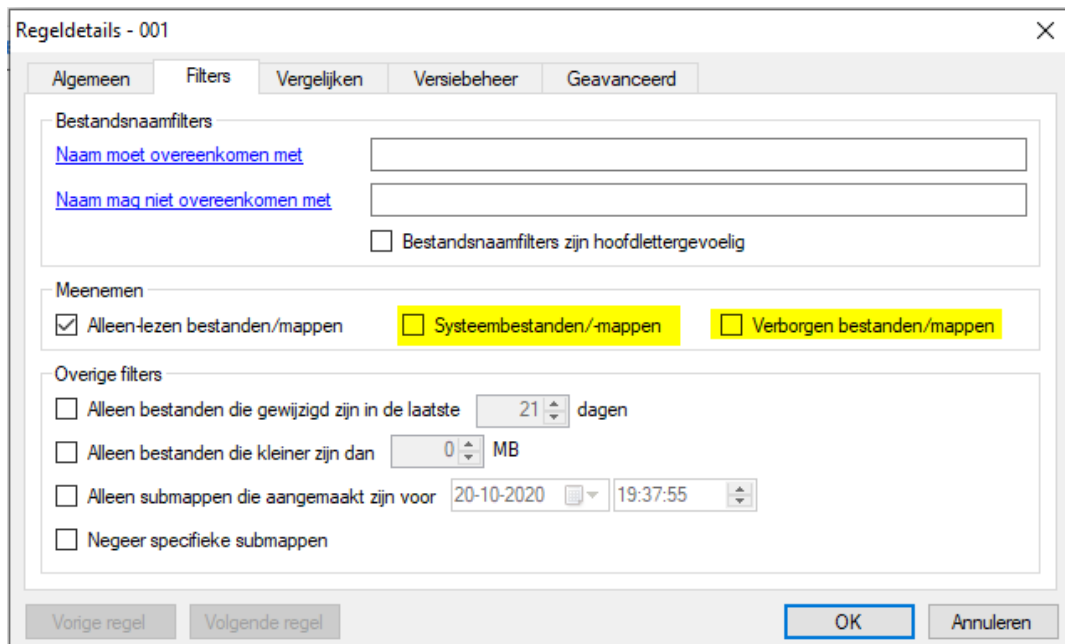 Regeldetails - 001
Algemeen Filters Vergelijken Versiebeheer Geavanceerd
Bestandsnaamfilters
Naam moet overeenkomen met
Naam mag niet overeenkomen met
Bestandsnaamfilters zijn hoofdlettergevoelig
Meenemen
Alleen-lezen bestanden/mappen Systeembestanden/-mappen Verborgen bestanden/mappen
Overige filters
Alleen bestanden die gewijzigd zijn in de laatste 21 dagen
Alleen bestanden die kleiner zijn dan 0 MB
Alleen submappen die aangemaakt zijn voor 20-10-2020 19:37:55
Negeer specifieke submappen
Vorige regel Volgende regel OK Annuleren